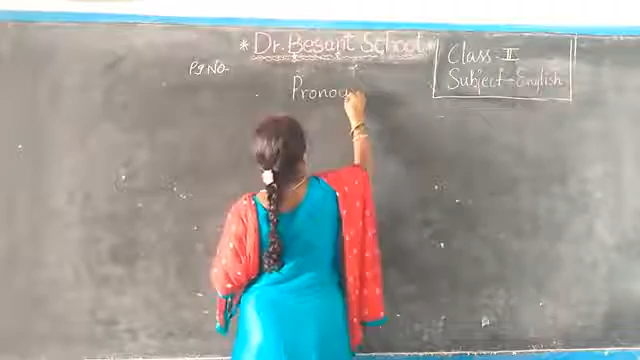 * Dr. Besant School *
Class - II
Pg.No.
Subject - English
Pronou